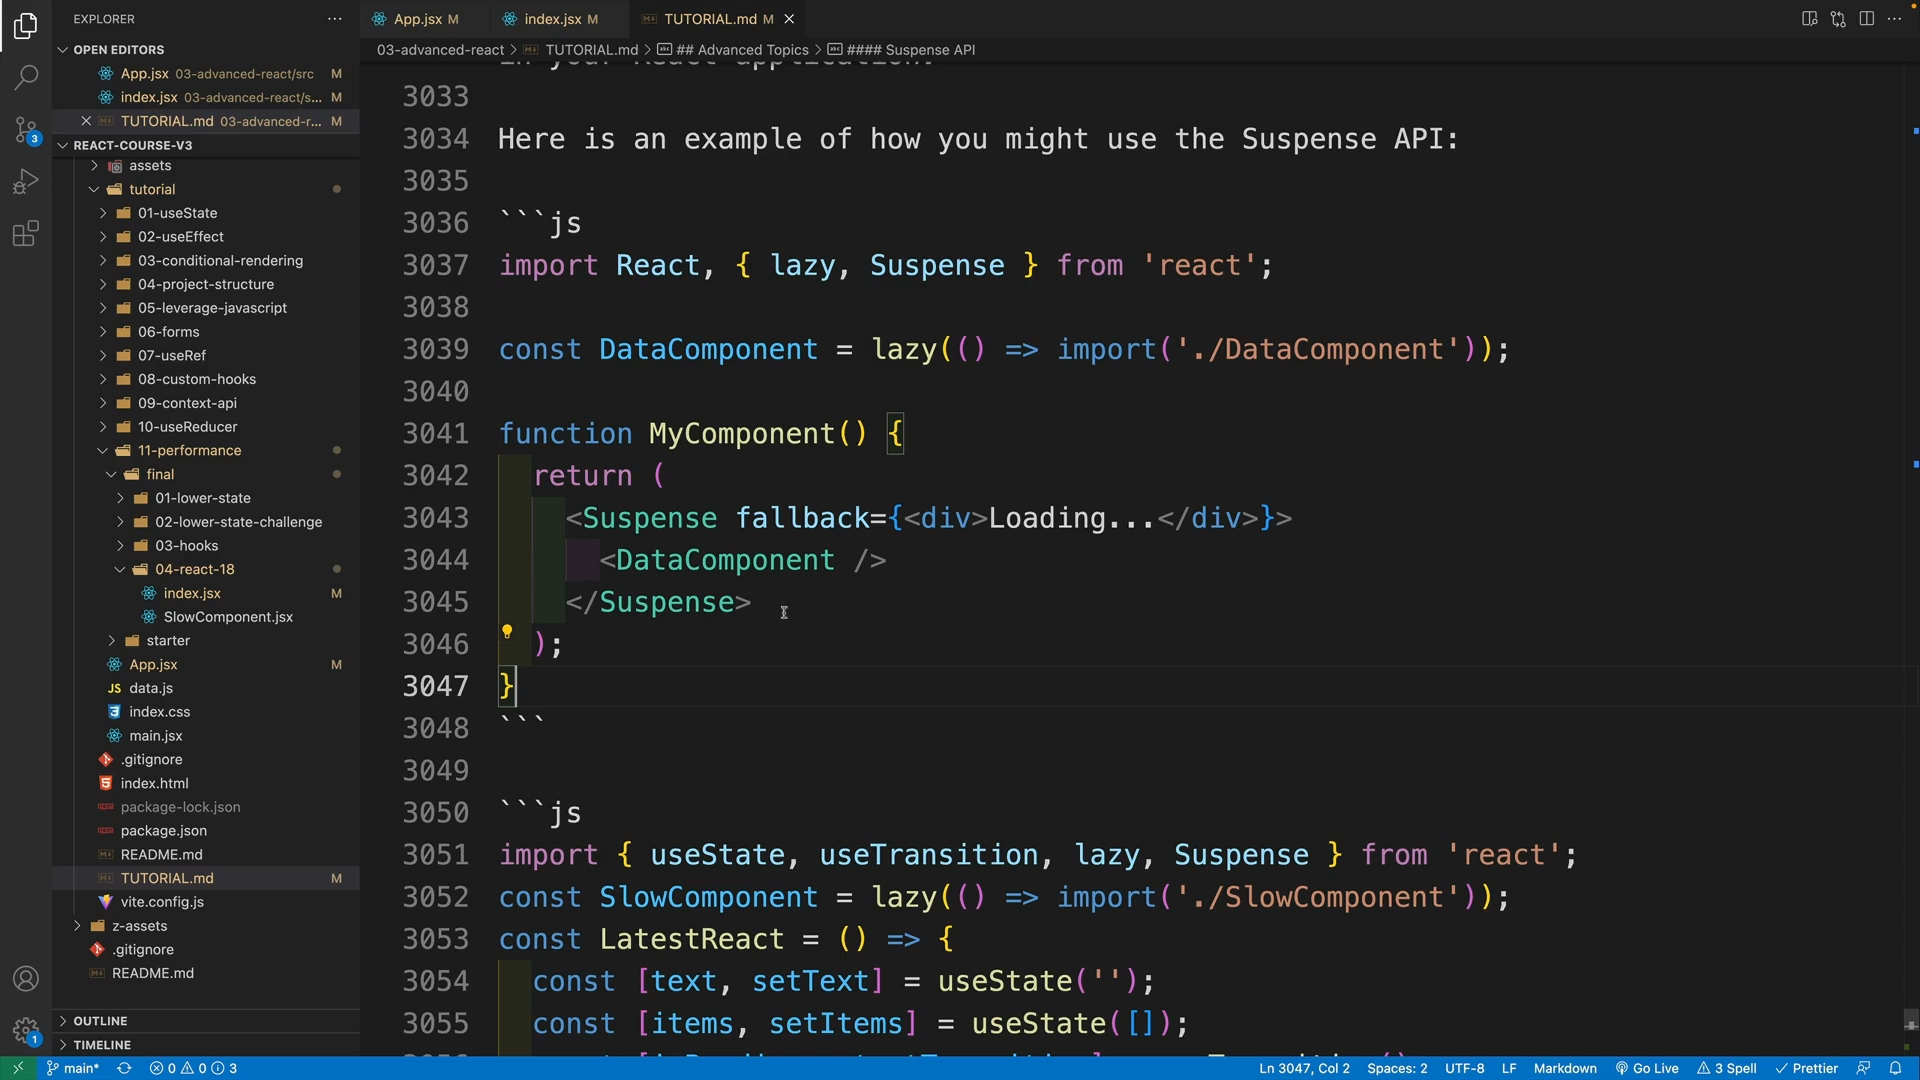 EXPLORER
App.jsx M
index.jsx M
TUTORIAL.md M
OPEN EDITORS
App.jsx 03-advanced-react/src M
index.jsx 03-advanced-react/s... M
TUTORIAL.md 03-advanced-r... M
REACT-COURSE-V3
assets
tutorial
01-useState
02-useEffect
03-conditional-rendering
04-project-structure
05-leverage-javascript
06-forms
07-useRef
08-custom-hooks
09-context-api
10-useReducer
11-performance
final
01-lower-state
02-lower-state-challenge
03-hooks
04-react-18
index.jsx M
SlowComponent.jsx
starter
App.jsx M
JS data.js
index.css
main.jsx
.gitignore
index.html
package-lock.json
package.json
README.md
TUTORIAL.md M
vite.config.js
z-assets
.gitignore
README.md
OUTLINE
TIMELINE
3
1
03-advanced-react > TUTORIAL.md > ## Advanced Topics > #### Suspense API
in your React application.
3033
3034 Here is an example of how you might use the Suspense API:
3035
3036 ```js
3037 import React, { lazy, Suspense } from 'react';
3038
3039 const DataComponent = lazy(() => import('./DataComponent'));
3040
3041 function MyComponent() {
3042 return (
3043 <Suspense fallback={<div>Loading...</div>}>
3044 <DataComponent />
3045 </Suspense>
3046 );
3047 }
3048 ```
3049
3050 ```js
3051 import { useState, useTransition, lazy, Suspense } from 'react';
3052 const SlowComponent = lazy(() => import('./SlowComponent'));
3053 const LatestReact = () => {
3054 const [text, setText] = useState('');
3055 const [items, setItems] = useState([]);
main* 0 0 3 Ln 3047, Col 2 Spaces: 2 UTF-8 LF Markdown Go Live 3 Spell Prettier